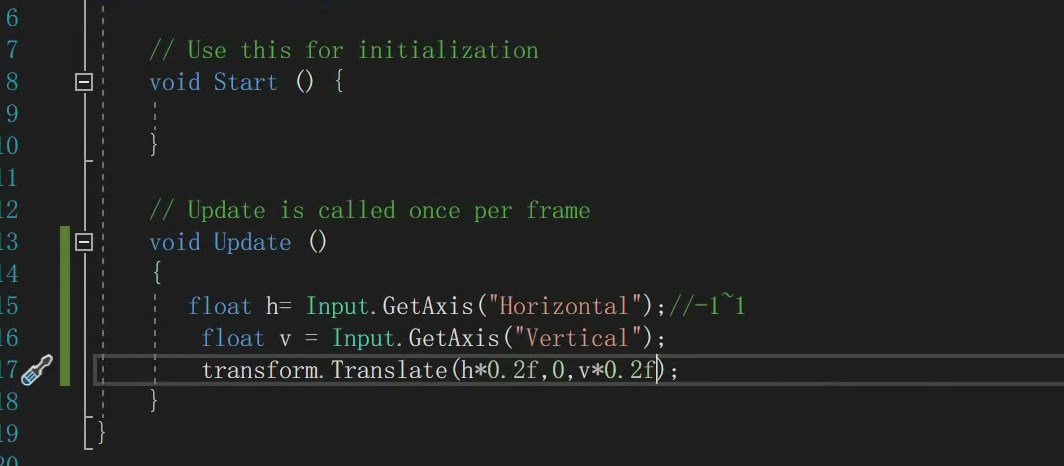 6
7 // Use this for initialization
8 void Start () {
9
10 }
11
12 // Update is called once per frame
13 void Update ()
14 {
15 float h= Input.GetAxis("Horizontal");//-1~1
16 float v = Input.GetAxis("Vertical");
17 transform.Translate(h*0.2f,0,v*0.2f);
18 }
19 }
20